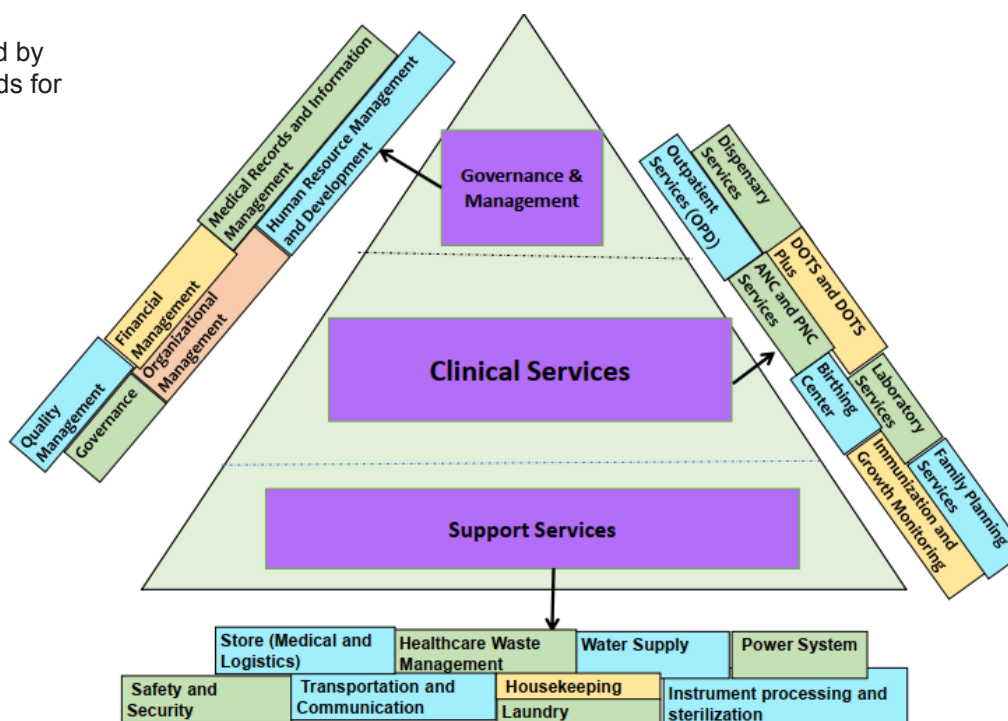 d by
ds for
Medical Records and Information
Management
Human Resource Management
and Development
Financial
Management
Organizational
Management
Quality
Management
Governance
Governance &
Management
Clinical Services
Support Services
Outpatient
Services (OPD)
Dispensary
Services
ANC and PNC
Services
DOTS and DOTS
Plus
Birthing
Center
Laboratory
Services
Immunization and
Growth Monitoring
Family Planning
Services
Store (Medical and
Logistics)
Healthcare Waste
Management
Water Supply
Power System
Safety and
Security
Transportation and
Communication
Housekeeping
Laundry
Instrument processing and
sterilization